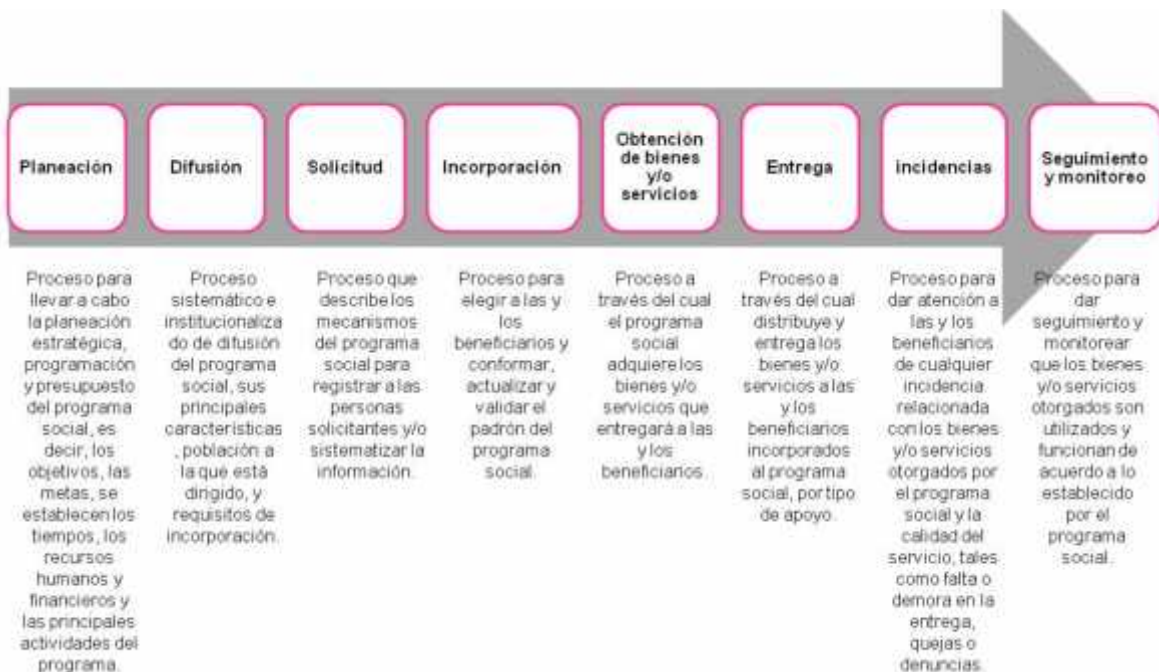 Planeación
Difusión
Solicitud
Incorporación
Obtención
de bienes
y/o
servicios
Entrega
incidencias
Seguimiento
y monitoreo
Proceso para
llevar a cabo
la planeación
estratégica,
programación
y presupuesto
del programa
social, es
decir, los
objetivos, las
metas, se
establecen los
tiempos, los
recursos
humanos y
financieros y
las principales
actividades del
programa.
Proceso
sistemático e
institucionaliza
do de difusión
del programa
social, sus
principales
características
, población a
la que está
dirigido, y
requisitos de
incorporación.
Proceso que
describe los
mecanismos
del programa
social para
registrar a las
personas
solicitantes y/o
sistematizar la
información.
Proceso para
elegir a las y
los
beneficiarios y
conformar,
actualizar y
validar el
padrón del
programa
social.
Proceso a
través del cual
el programa
social
adquiere los
bienes y/o
servicios que
entregará a las
y los
beneficiarios.
Proceso a
través del cual
distribuye y
entrega los
bienes y/o
servicios a las
y los
beneficiarios
incorporados
al programa
social, por tipo
de apoyo.
Proceso para
dar atención a
las y los
beneficiarios
de cualquier
incidencia
relacionada
con los bienes
y/o servicios
otorgados por
el programa
social y la
calidad del
servicio, tales
como falta o
demora en la
entrega,
quejas o
denuncias.
Proceso para
dar
seguimiento y
monitorear
que los bienes
y/o servicios
otorgados son
utilizados y
funcionan de
acuerdo a lo
establecido
por el
programa
social.